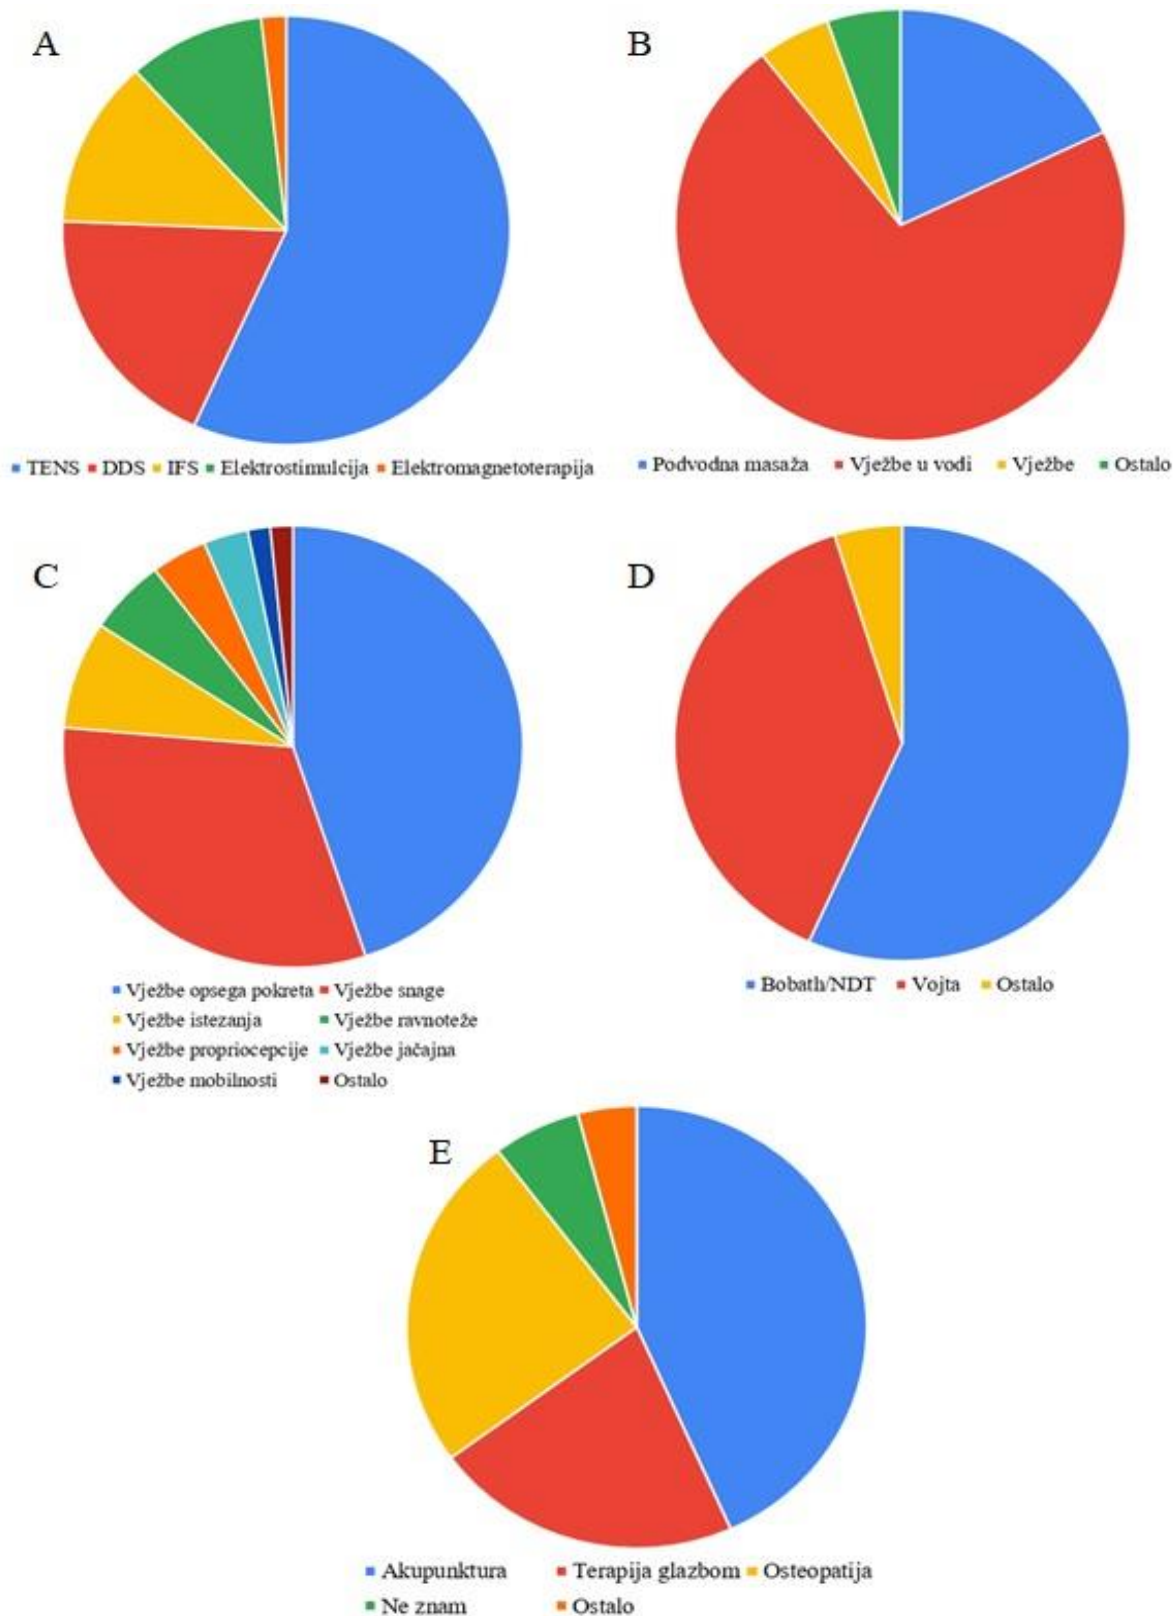 A
B
TENS DDS IFS Elektrostimulcija Elektromagnetoterapija
Podvodna masaža Vježbe u vodi Vježbe Ostalo
C
D
Vježbe opsega pokreta Vježbe snage
Vježbe istezanja Vježbe ravnoteže
Vježbe propriocepcije Vježbe jačajna
Vježbe mobilnosti Ostalo
Bobath/NDT Vojta Ostalo
E
Akupunktura Terapija glazbom Osteopatija
Ne znam Ostalo